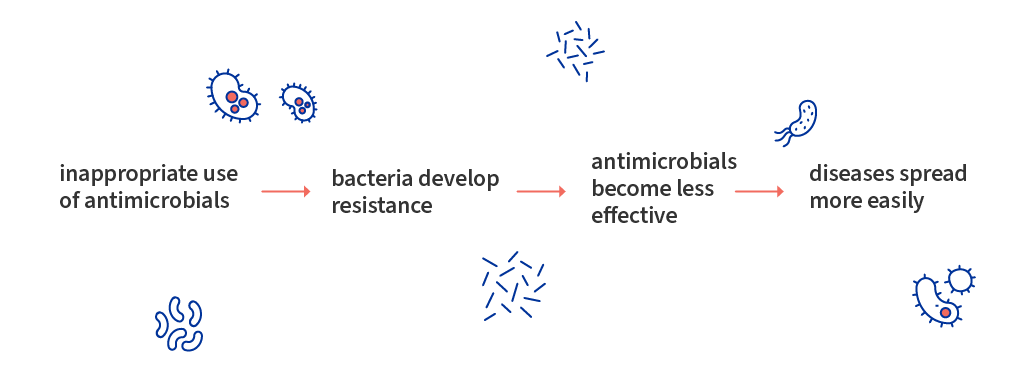 inappropriate use
of antimicrobials
bacteria develop
resistance
antimicrobials
become less
effective
diseases spread
more easily